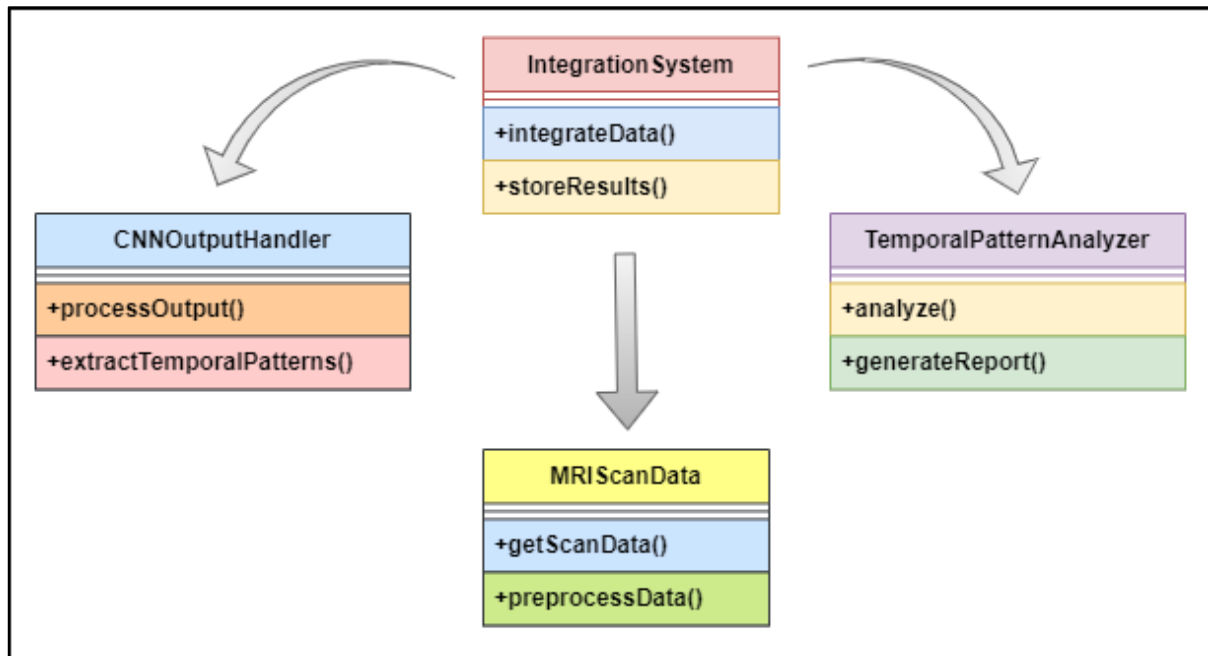 IntegrationSystem
+integrateData()
+storeResults()
CNNOutputHandler
+processOutput()
+extractTemporalPatterns()
TemporalPatternAnalyzer
+analyze()
+generateReport()
MRIScanData
+getScanData()
+preprocessData()